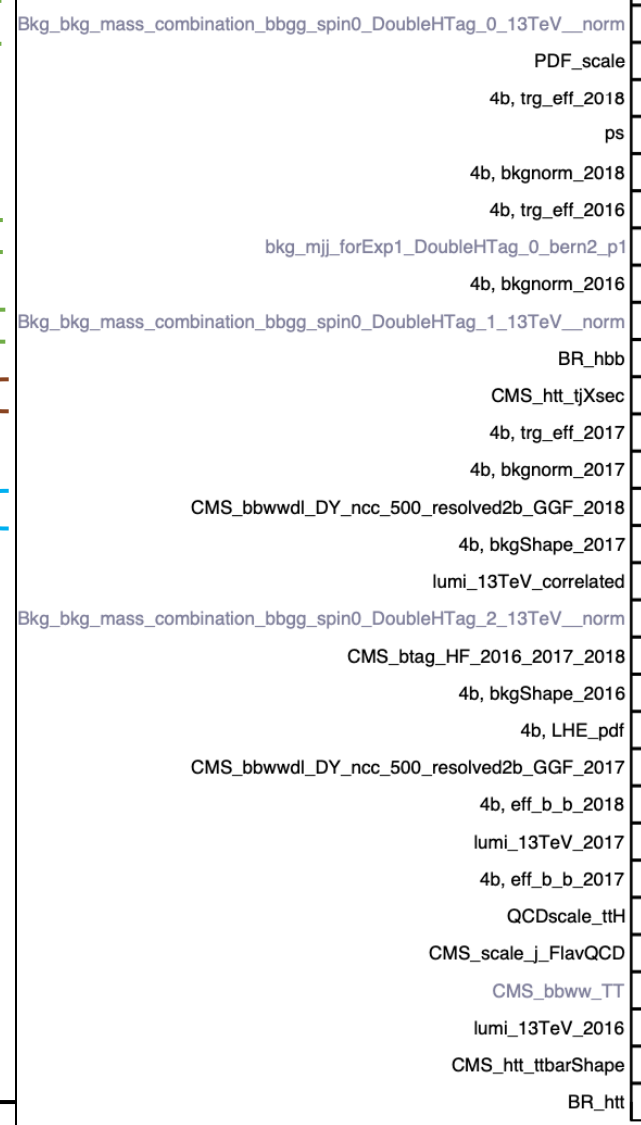 Bkg_bkg_mass_combination_bbgg_spin0_DoubleHTag_0_13TeV__norm
PDF_scale
4b, trg_eff_2018
ps
4b, bkgnorm_2018
4b, trg_eff_2016
bkg_mjj_forExp1_DoubleHTag_0_bern2_p1
4b, bkgnorm_2016
Bkg_bkg_mass_combination_bbgg_spin0_DoubleHTag_1_13TeV__norm
BR_hbb
CMS_htt_tjXsec
4b, trg_eff_2017
4b, bkgnorm_2017
CMS_bbwwdl_DY_ncc_500_resolved2b_GGF_2018
4b, bkgShape_2017
lumi_13TeV_correlated
Bkg_bkg_mass_combination_bbgg_spin0_DoubleHTag_2_13TeV__norm
CMS_btag_HF_2016_2017_2018
4b, bkgShape_2016
4b, LHE_pdf
CMS_bbwwdl_DY_ncc_500_resolved2b_GGF_2017
4b, eff_b_b_2018
lumi_13TeV_2017
4b, eff_b_b_2017
QCDscale_ttH
CMS_scale_j_FlavQCD
CMS_bbww_TT
lumi_13TeV_2016
CMS_htt_ttbarShape
BR_htt